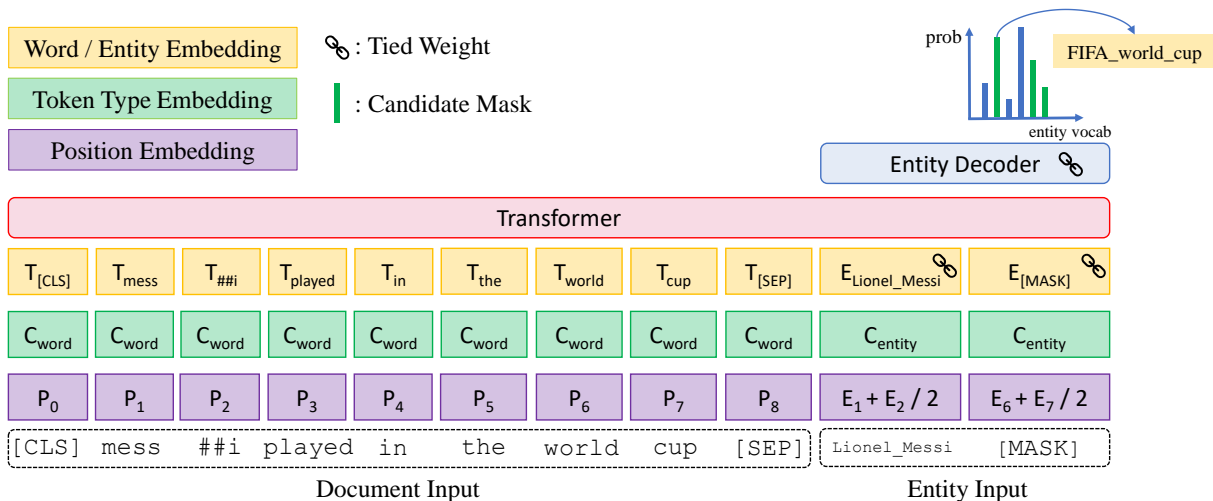 Word / Entity Embedding
Token Type Embedding
Position Embedding
: Tied Weight
: Candidate Mask
prob
FIFA_world_cup
entity vocab
Entity Decoder
Transformer
T[CLS] Tmess T##i Tplayed Tin Tthe Tworld Tcup T[SEP] ELionel_Messi E[MASK]
Cword Cword Cword Cword Cword Cword Cword Cword Cword Centity Centity
P0 P1 P2 P3 P4 P5 P6 P7 P8 E1 + E2 / 2 E6 + E7 / 2
[CLS] mess ##i played in the world cup [SEP] Lionel_Messi [MASK]
Document Input Entity Input